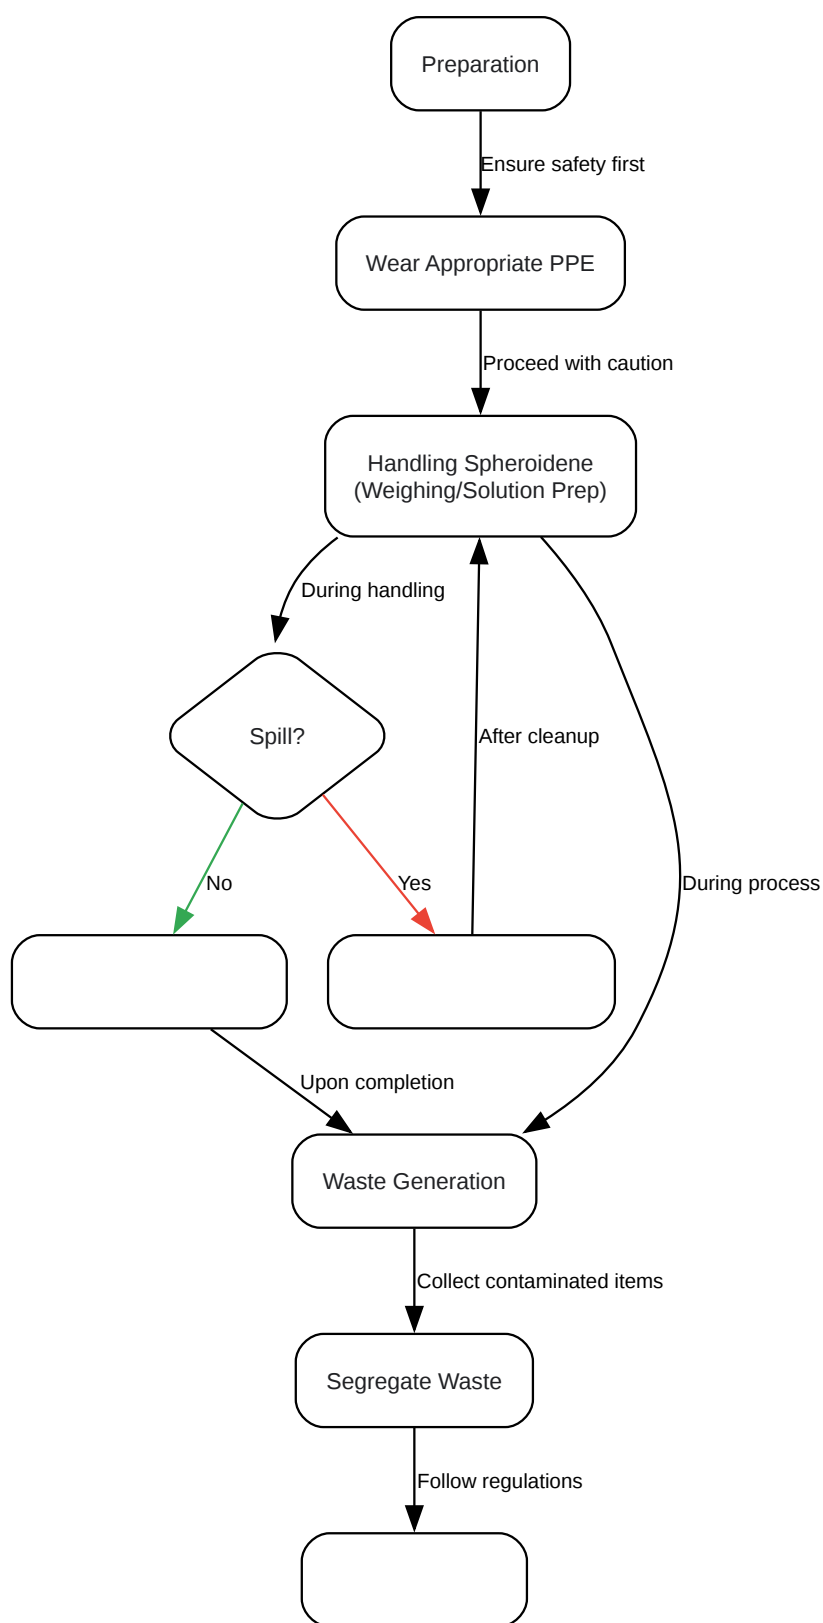 Preparation
Ensure safety first
Wear Appropriate PPE
Proceed with caution
Handling Spheroidene
(Weighing/Solution Prep)
During handling
Spill?
After cleanup
No
Yes
During process
Upon completion
Waste Generation
Collect contaminated items
Segregate Waste
Follow regulations